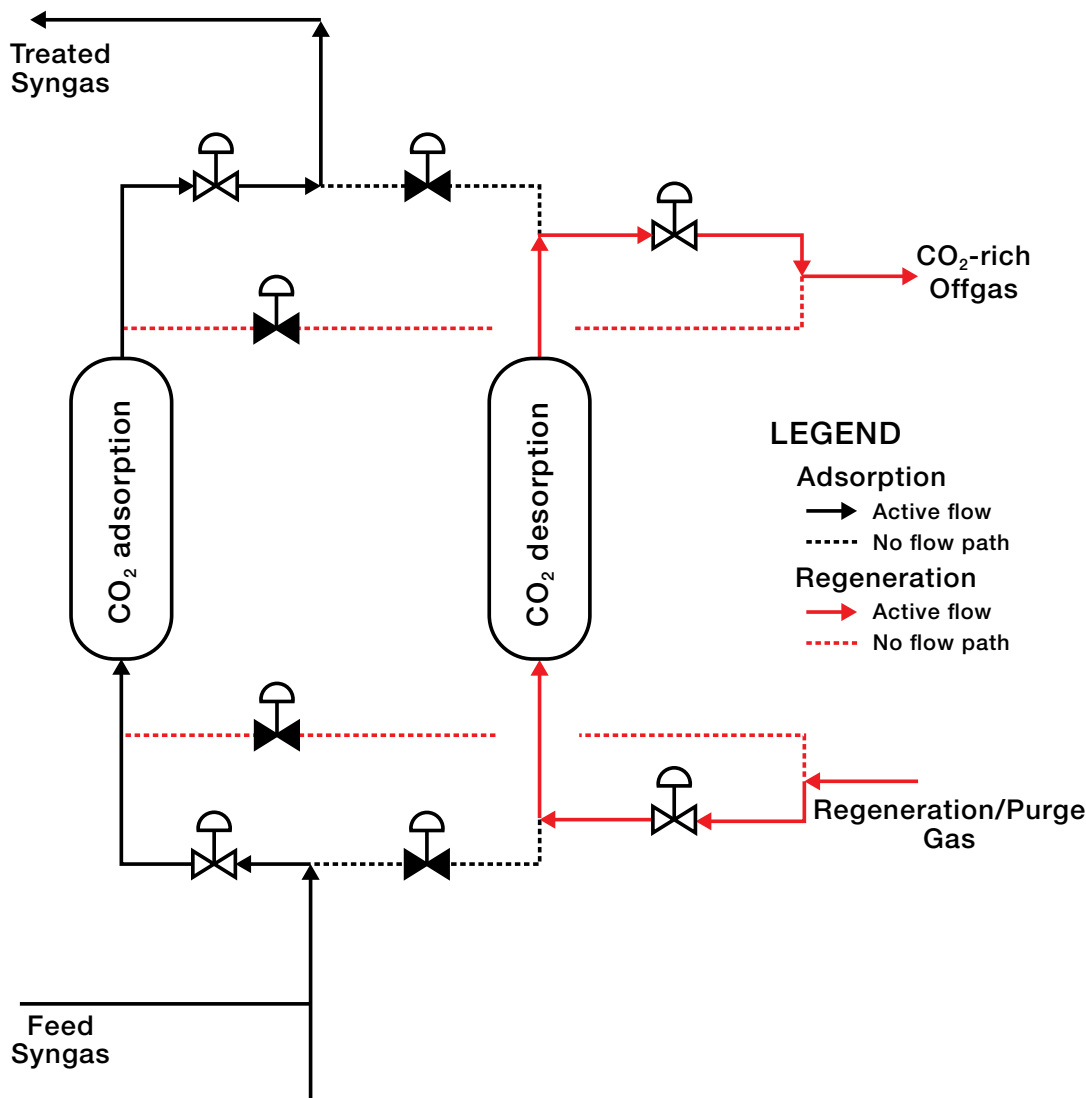 Treated
Syngas
CO₂-rich
Offgas
CO₂ adsorption
CO₂ desorption
LEGEND
Adsorption
Active flow
No flow path
Regeneration
Active flow
No flow path
Regeneration/Purge
Gas
Feed
Syngas